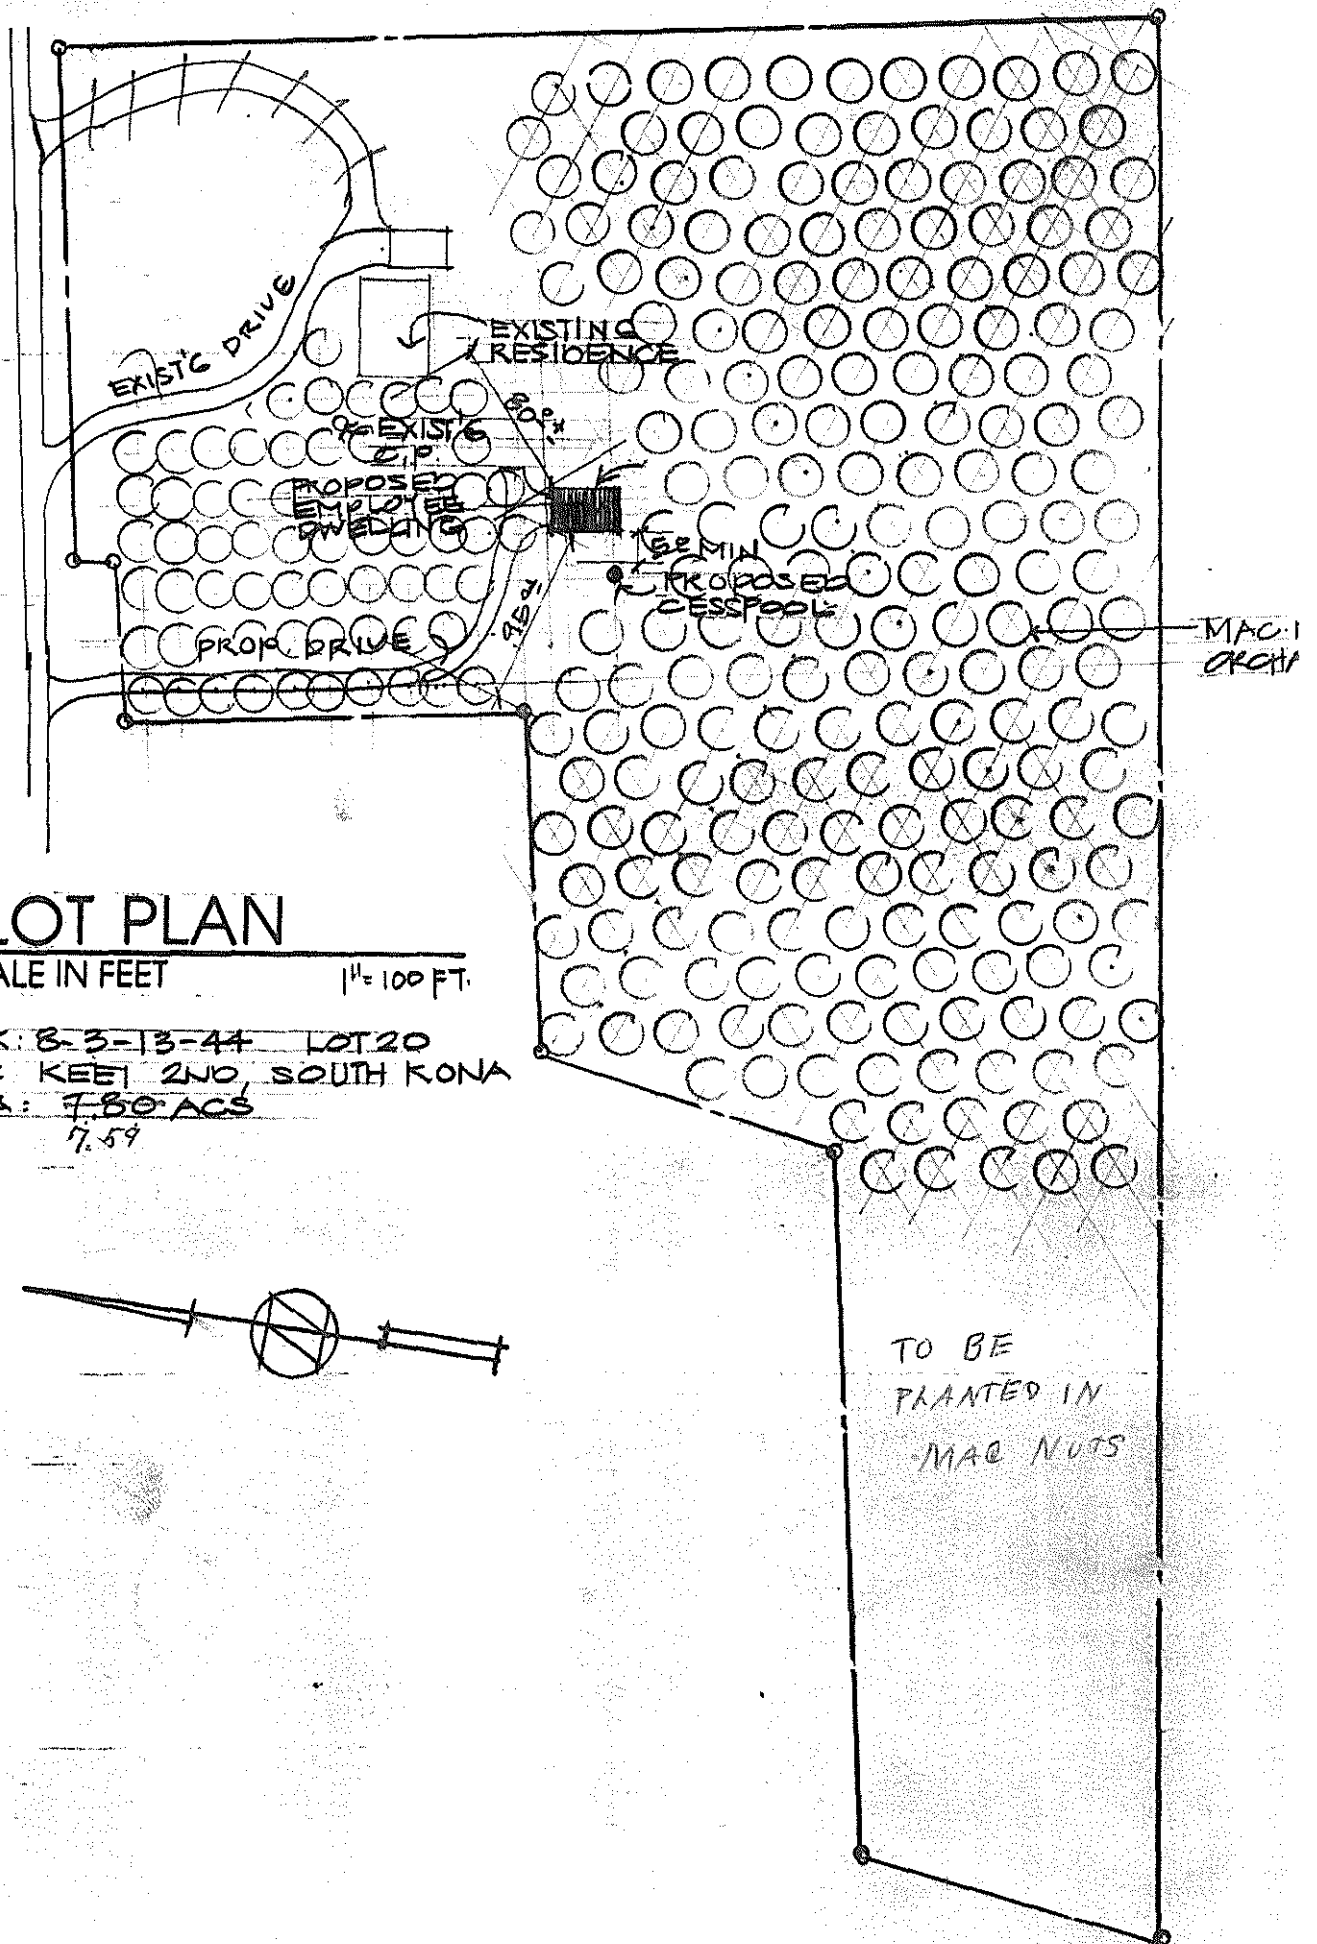 EXIST'G DRIVE
EXISTING
RESIDENCE
EXIST'G
C.P.
PROPOSED
EMPLOYEE
DWELLING
MIN
PROPOSED
CESSPOOL
PROP. DRIVE
MAC.
ORCHA
LOT PLAN
ALE IN FEET 1"= 100 FT.
K: 8-3-13-44 LOT 20
: KEEI 2ND, SOUTH KONA
A: 7.80 ACS
7.59
TO BE
PLANTED IN
MAC NUTS